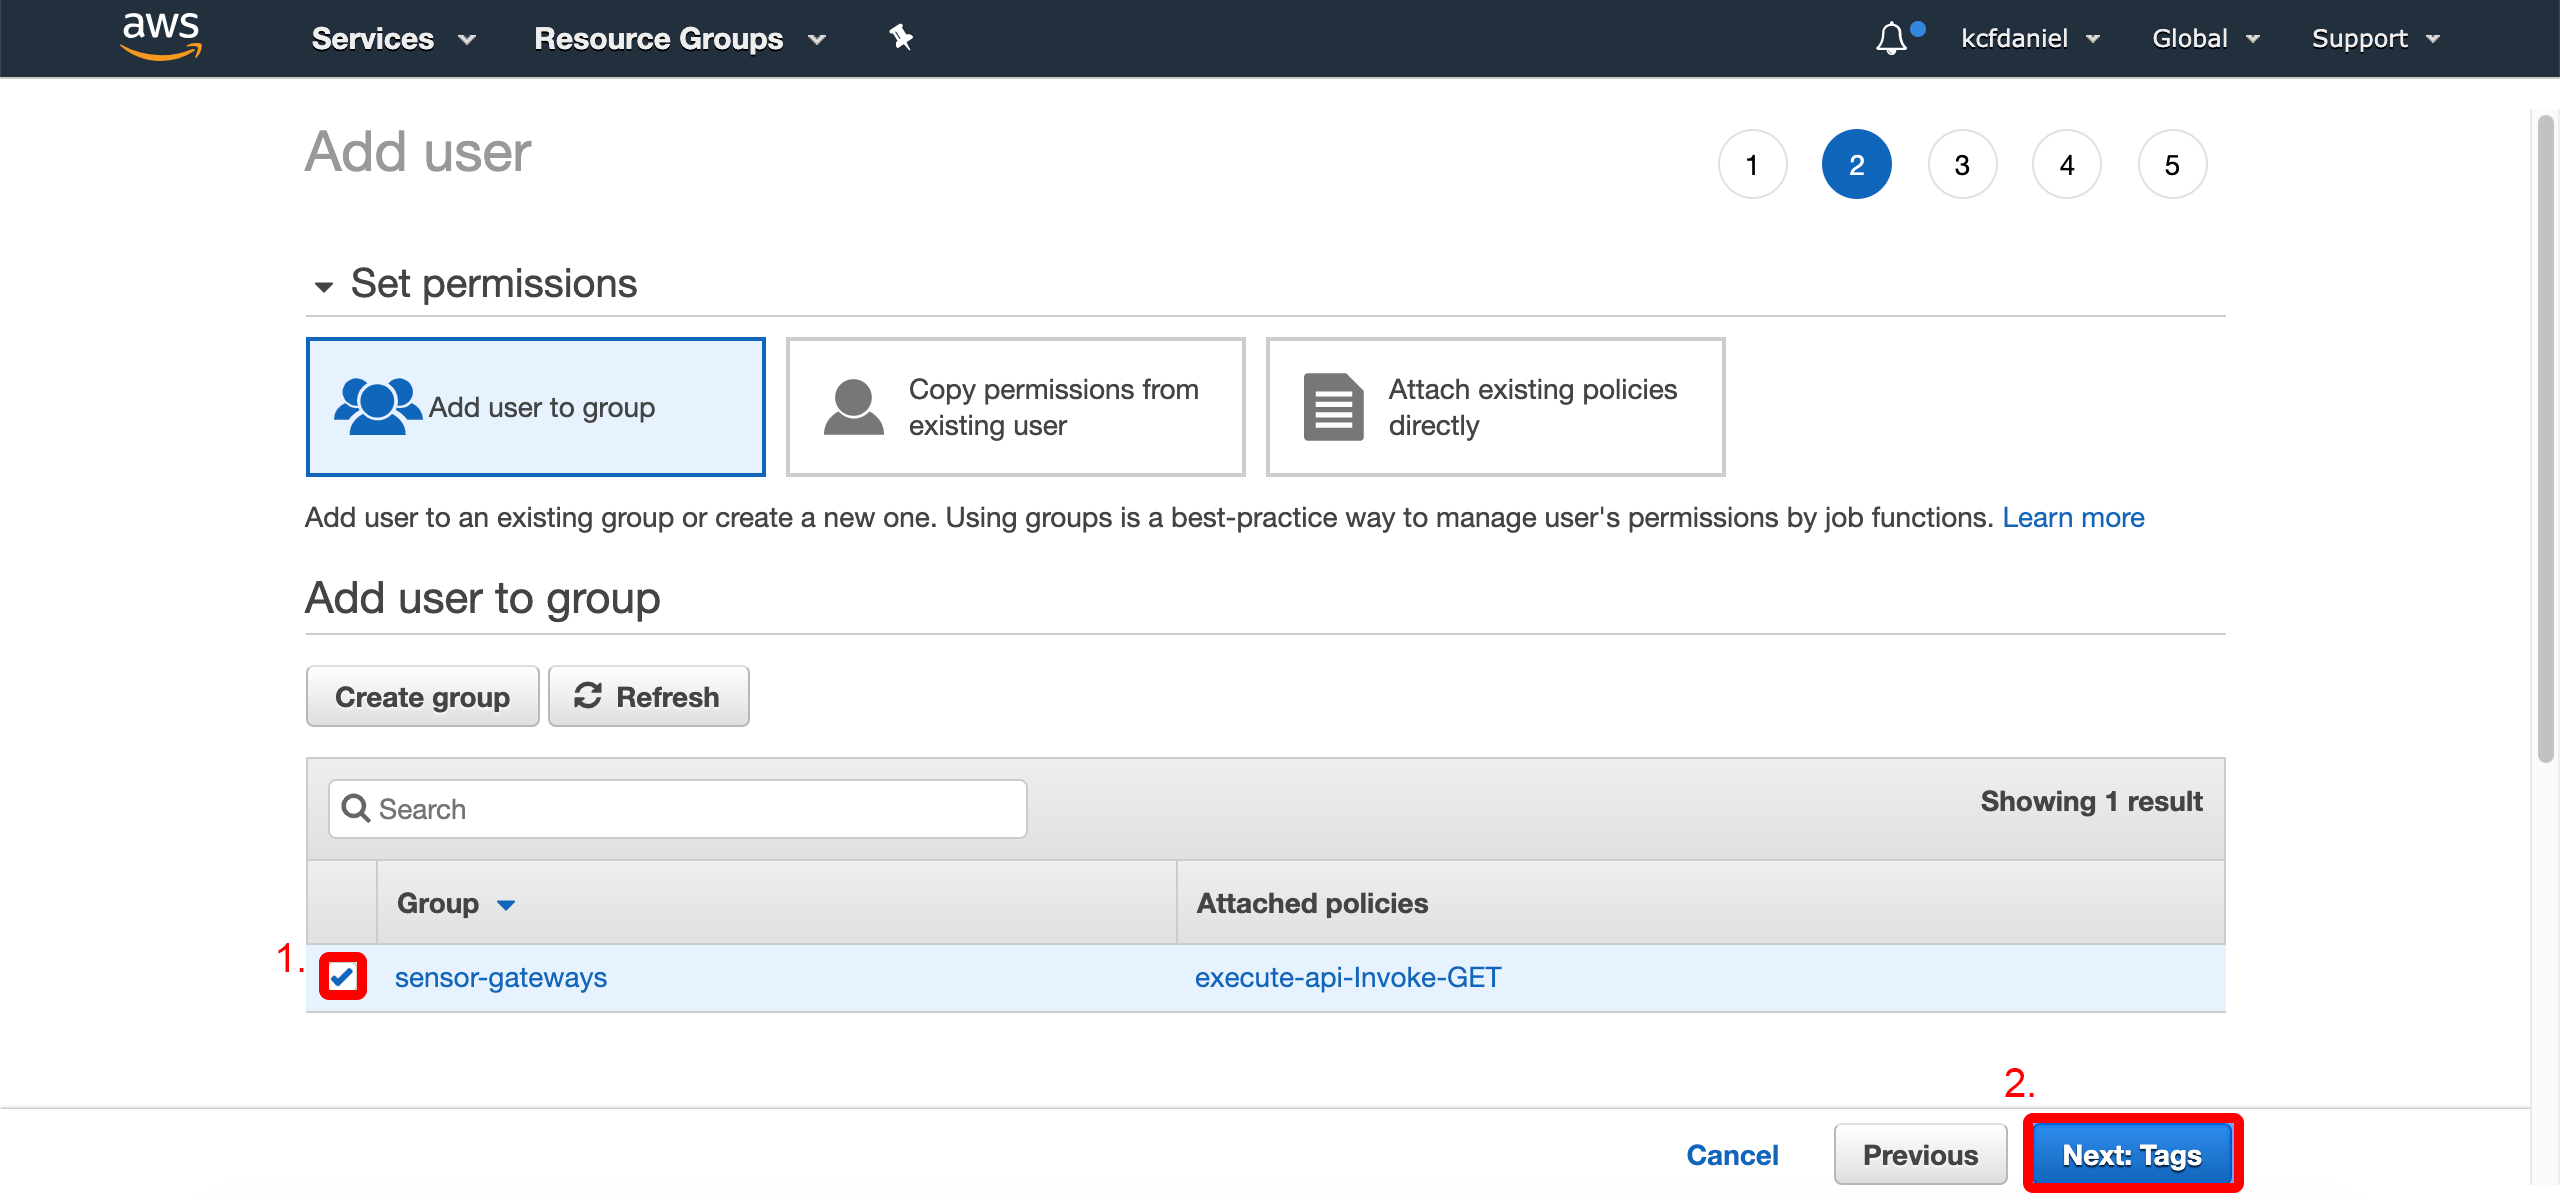 aws Services Resource Groups kcfdaniel Global Support
Add user 1 2 3 4 5
Set permissions
Add user to group
Copy permissions from
existing user
Attach existing policies
directly
Add user to an existing group or create a new one. Using groups is a best-practice way to manage user's permissions by job functions. Learn more
Add user to group
Create group Refresh
Search Showing 1 result
Group Attached policies
1. sensor-gateways execute-api-Invoke-GET
2.
Cancel Previous Next: Tags